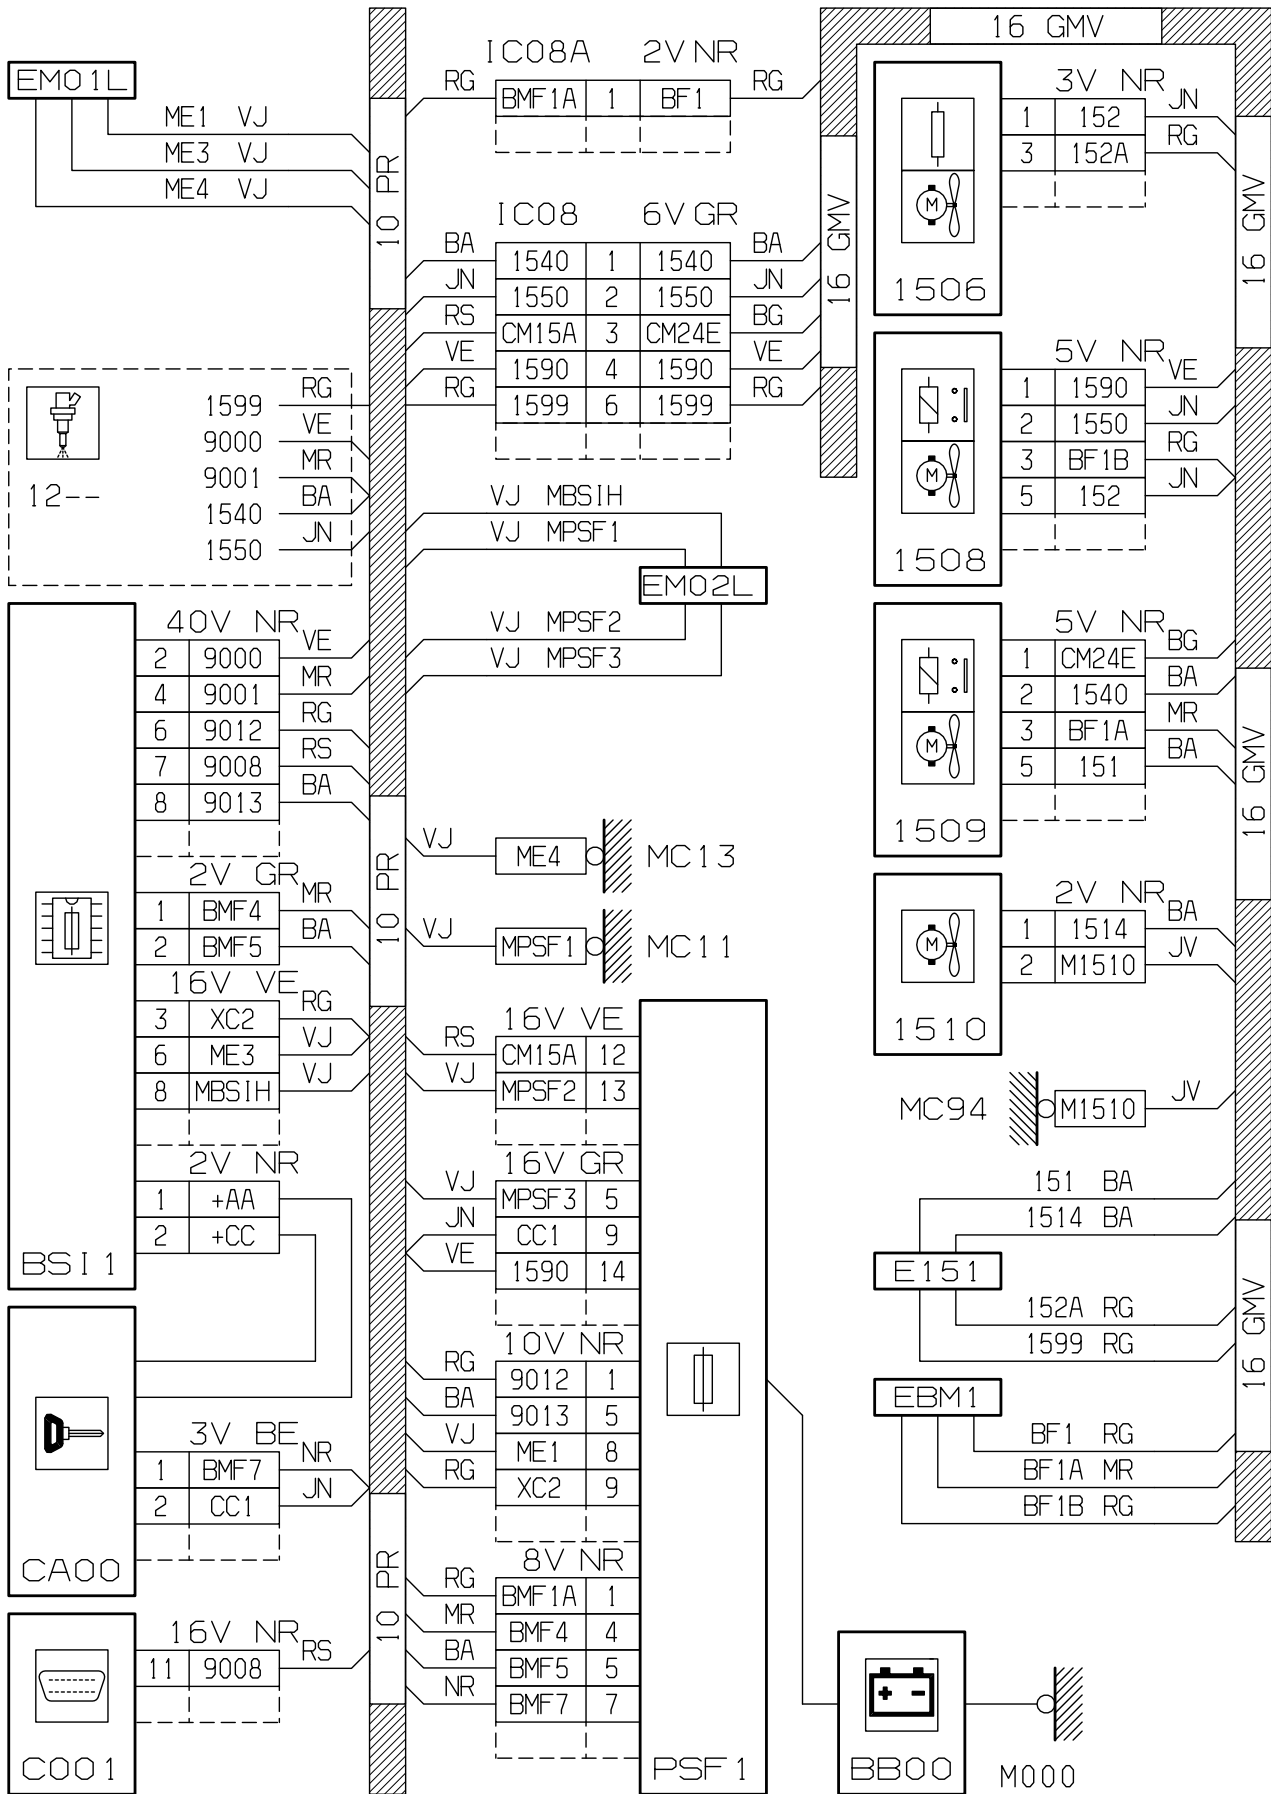 EM01L
ME1 VJ
ME3 VJ
ME4 VJ
10 PR
IC08A 2V NR
RG BMF1A 1 BF1 RG
IC08 6V GR
BA 1540 1 1540 BA
JN 1550 2 1550 JN
RS CM15A 3 CM24E BG
VE 1590 4 1590 VE
RG 1599 6 1599 RG
16 GMV
16 GMV
12--
1599 RG
9000 VE
9001 MR
1540 BA
1550 JN
VJ MBSIH
VJ MPSF1
EM02L
VJ MPSF2
VJ MPSF3
BSI1
40V NR
2 9000 VE
4 9001 MR
6 9012 RG
7 9008 RS
8 9013 BA
2V GR
1 BMF4 MR
2 BMF5 BA
16V VE
3 XC2 RG
6 ME3 VJ
8 MBSIH VJ
2V NR
1 +AA
2 +CC
10 PR
VJ ME4 MC13
VJ MPSF1 MC11
CA00
3V BE
1 BMF7 NR
2 CC1 JN
C001
16V NR
11 9008 RS
10 PR
PSF1
16V VE
RS CM15A 12
VJ MPSF2 13
16V GR
VJ MPSF3 5
JN CC1 9
VE 1590 14
10V NR
RG 9012 1
BA 9013 5
VJ ME1 8
RG XC2 9
8V NR
RG BMF1A 1
MR BMF4 4
BA BMF5 5
NR BMF7 7
1506
M
3V NR
1 152 JN
3 152A RG
16 GMV
1508
M
5V NR
1 1590 VE
2 1550 JN
3 BF1B RG
5 152 JN
1509
M
5V NR
1 CM24E BG
2 1540 BA
3 BF1A MR
5 151 BA
16 GMV
1510
M
2V NR
1 1514 BA
2 M1510 JV
MC94 M1510 JV
151 BA
1514 BA
E151
152A RG
1599 RG
16 GMV
EBM1
BF1 RG
BF1A MR
BF1B RG
+ -
BB00
M000